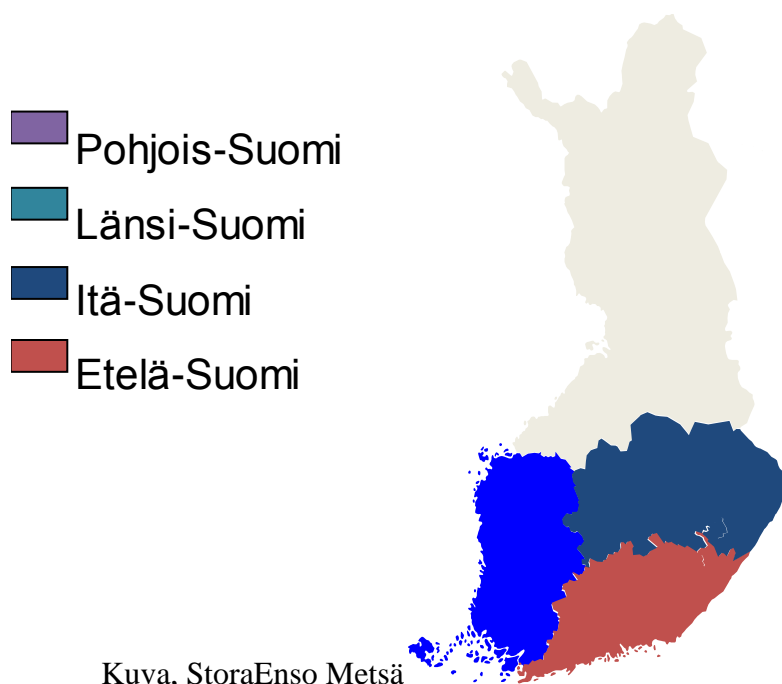 Pohjois-Suomi
Länsi-Suomi
Itä-Suomi
Etelä-Suomi
Kuva, StoraEnso Metsä